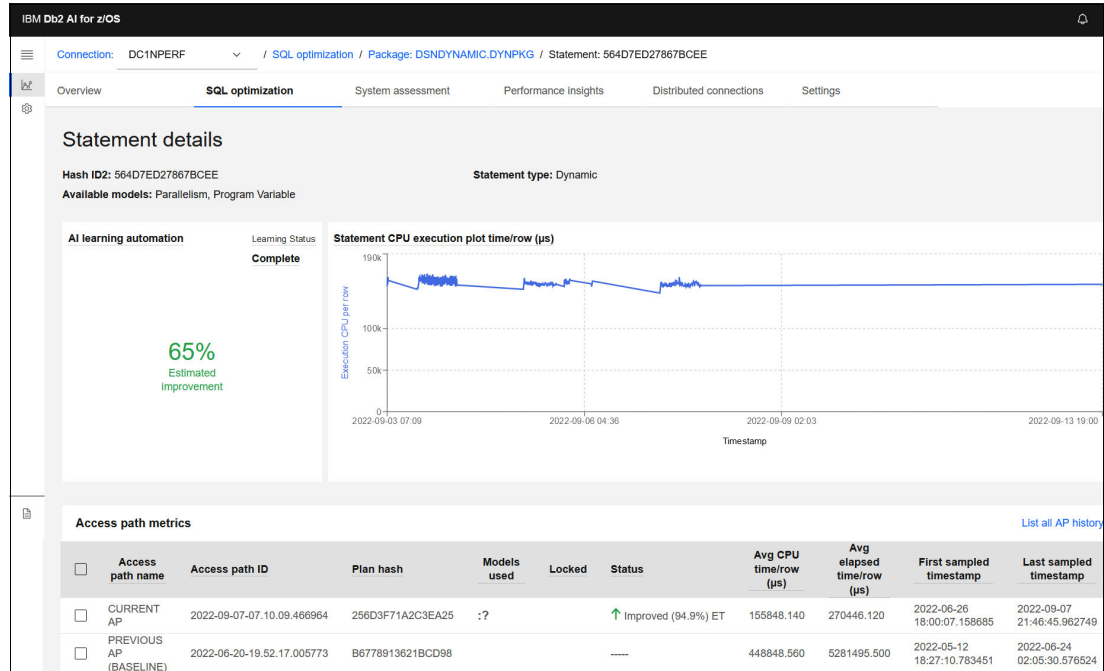 IBM Db2 AI for z/OS
Connection: DC1NPERF / SQL optimization / Package: DSNDYNAMIC.DYNPKG / Statement: 564D7ED27867BCEE
Overview SQL optimization System assessment Performance insights Distributed connections Settings
Statement details
Hash ID2: 564D7ED27867BCEE Statement type: Dynamic
Available models: Parallelism, Program Variable
AI learning automation Learning Status
Complete
65%
Estimated
improvement
Statement CPU execution plot time/row (µs)
Execution CPU per row
190k
100k
50k
0
2022-09-03 07:09 2022-09-06 04:36 2022-09-09 02:03 2022-09-13 19:00
Timestamp
Access path metrics List all AP history
Access path name Access path ID Plan hash Models used Locked Status Avg CPU time/row (µs) Avg elapsed time/row (µs) First sampled timestamp Last sampled timestamp
CURRENT AP 2022-09-07-07.10.09.466964 256D3F71A2C3EA25 :? Improved (94.9%) ET 155848.140 270446.120 2022-06-26 18:00:07.158685 2022-09-07 21:46:45.962749
PREVIOUS AP (BASELINE) 2022-06-20-19.52.17.005773 B6778913621BCD98 ----- 448848.560 5281495.500 2022-05-12 18:27:10.783451 2022-06-24 02:05:30.576524